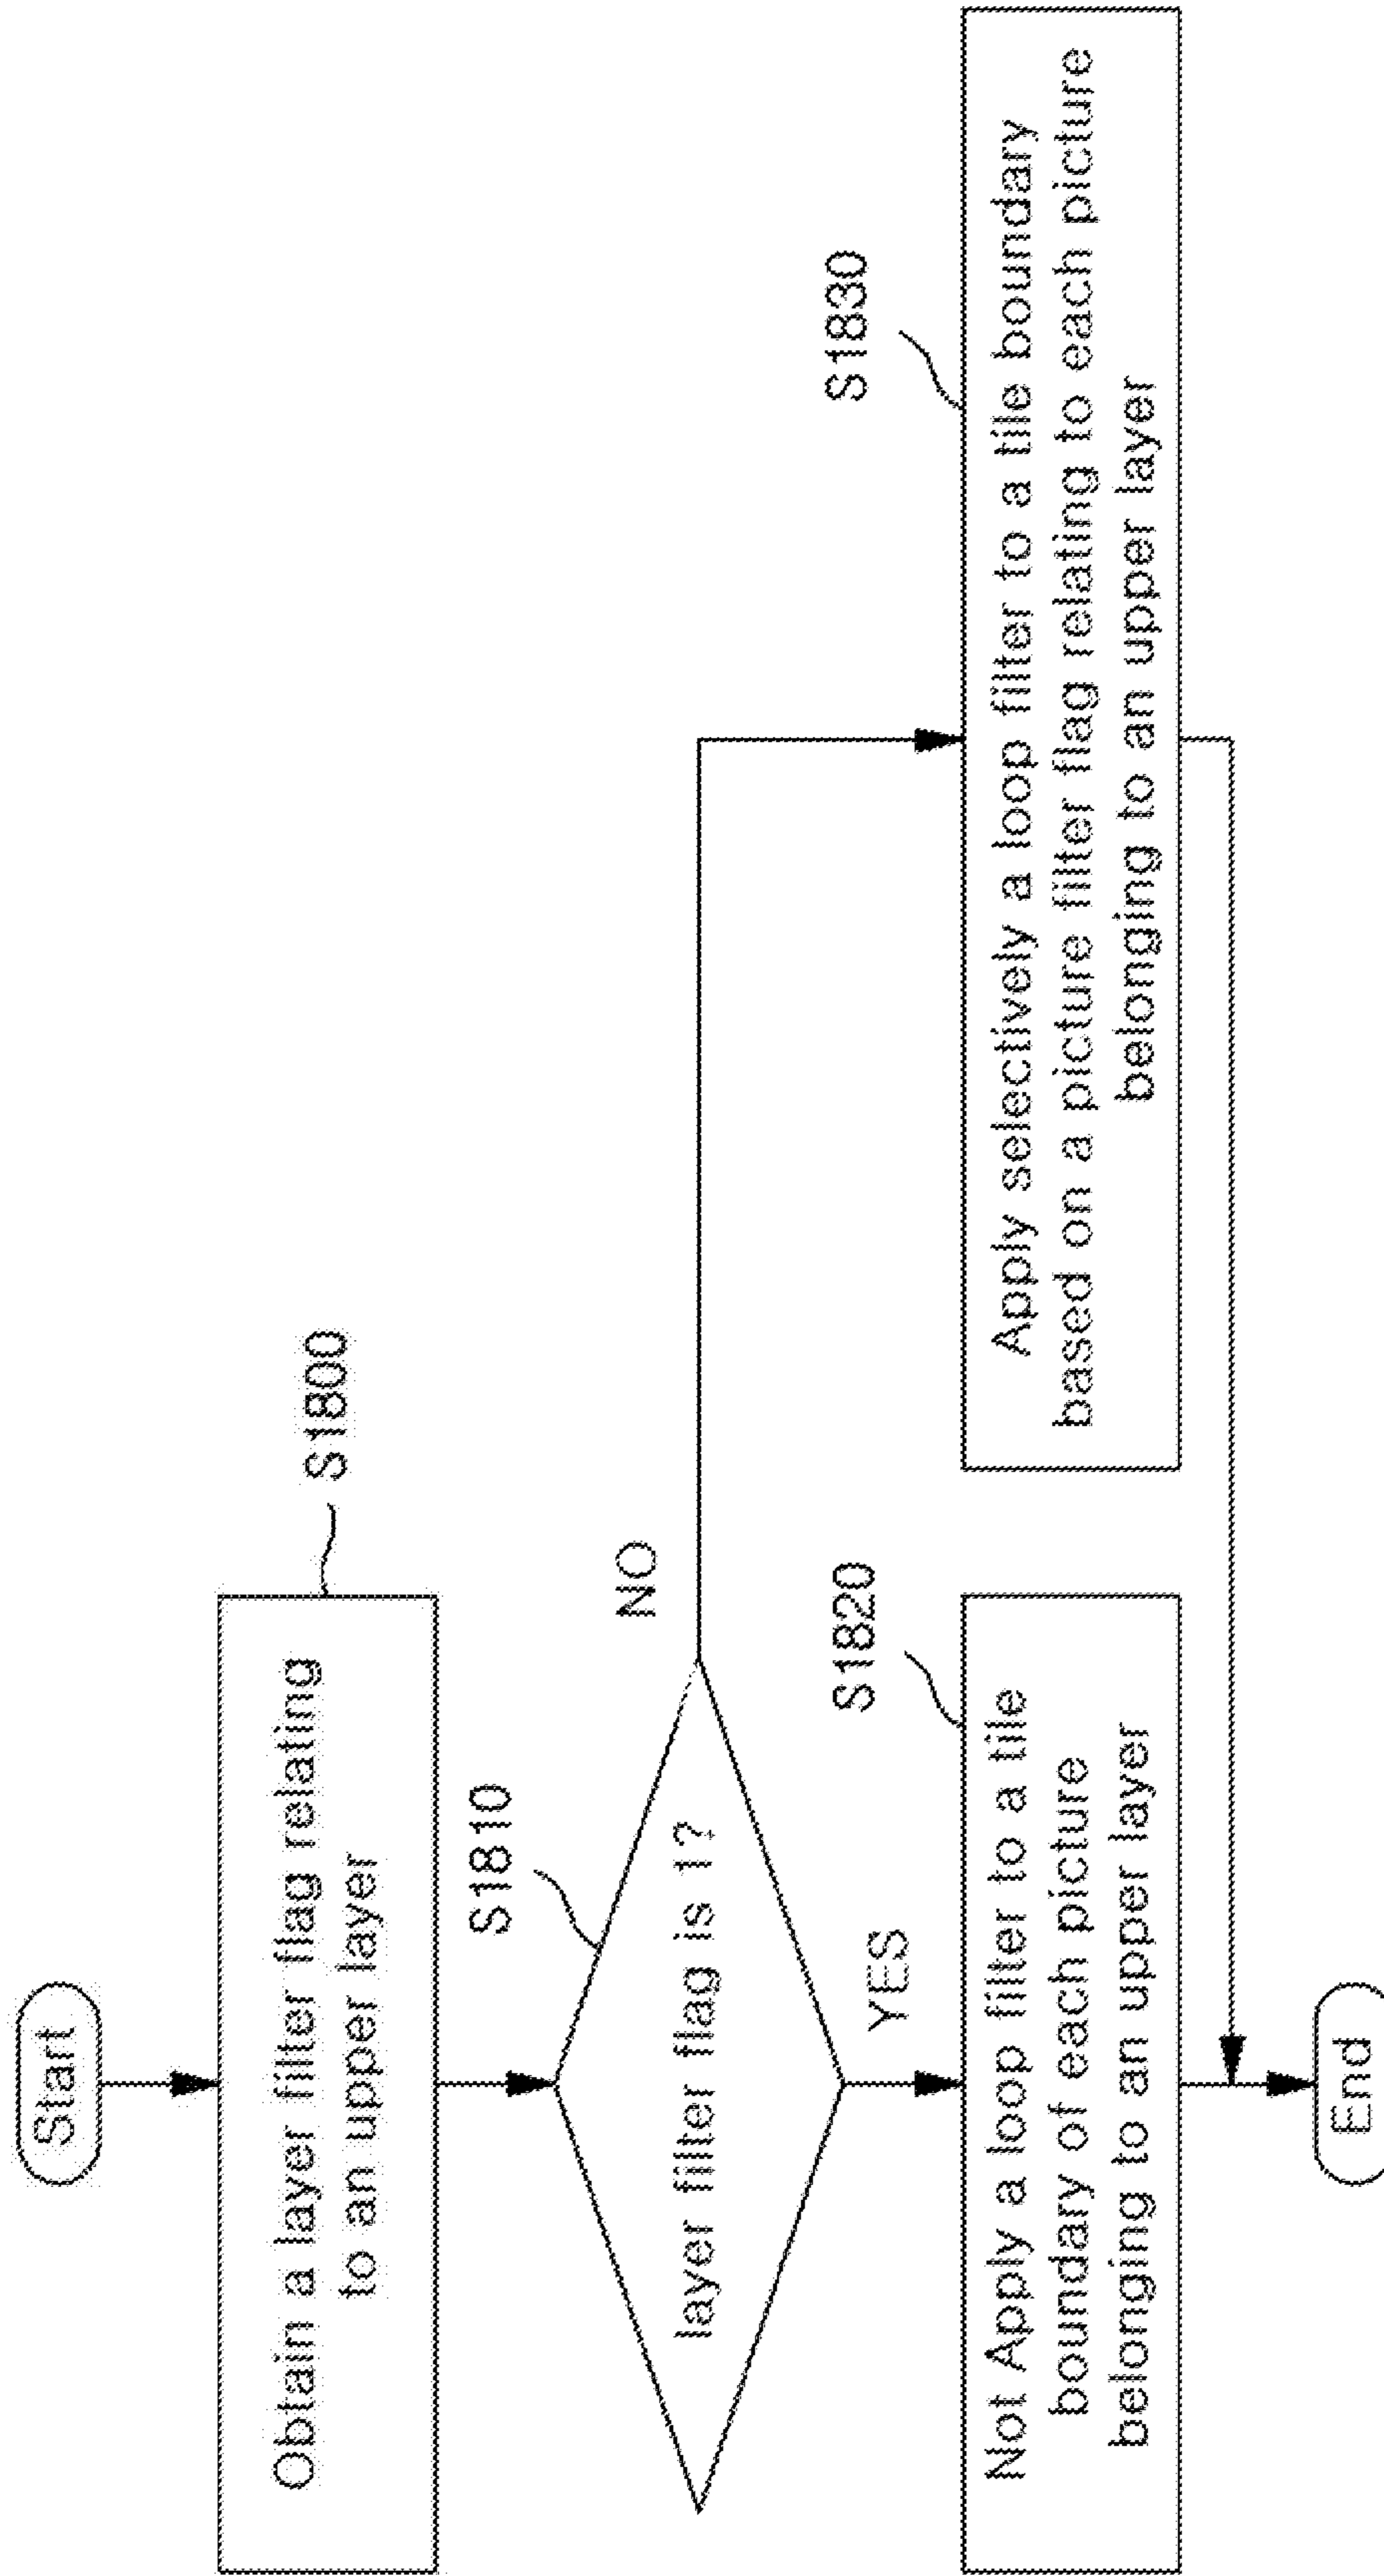 Start
Obtain a layer filter flag relating
to an upper layer
S1800
S1810
layer filter flag is 1?
NO
YES
S1820
Not Apply a loop filter to a tile
boundary of each picture
belonging to an upper layer
S1830
Apply selectively a loop filter to a tile boundary
based on a picture filter flag relating to each picture
belonging to an upper layer
End